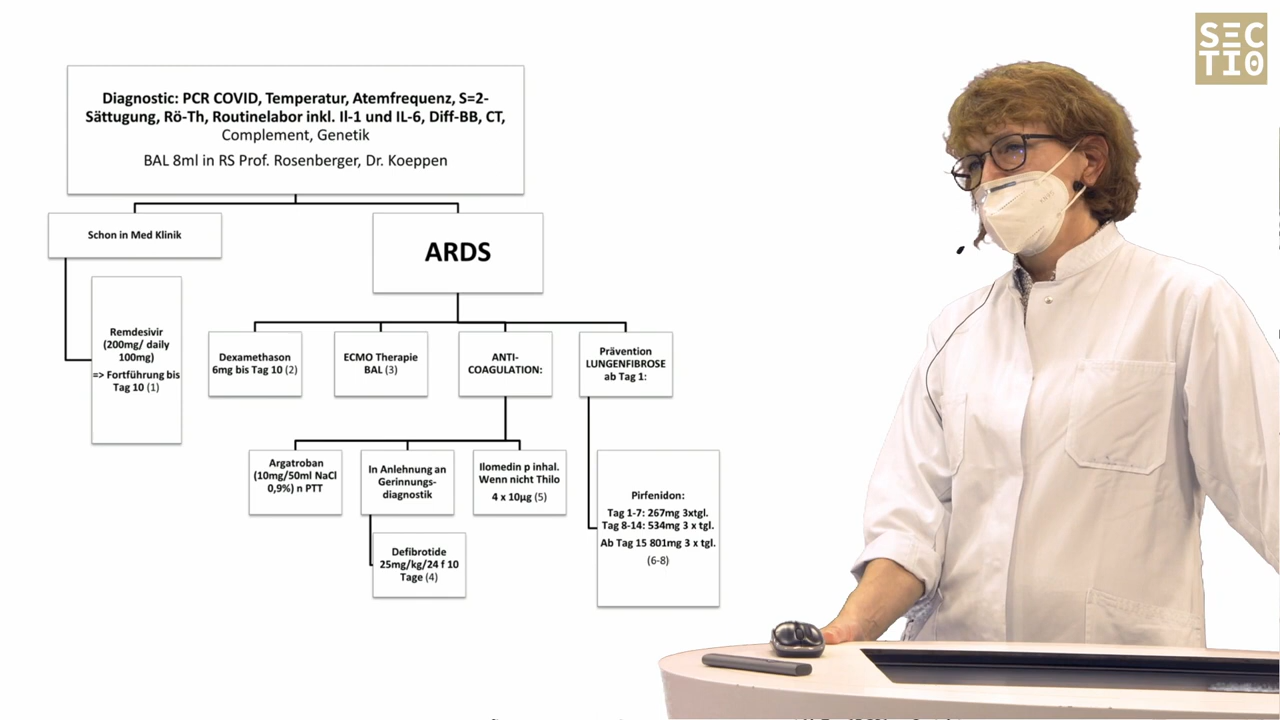 SEC
TIO
Diagnostic: PCR COVID, Temperatur, Atemfrequenz, S=2-
Sättugung, Rö-Th, Routinelabor inkl. Il-1 und IL-6, Diff-BB, CT,
Complement, Genetik
BAL 8ml in RS Prof. Rosenberger, Dr. Koeppen
Schon in Med Klinik
ARDS
Remdesivir
(200mg/ daily
100mg)
=> Fortführung bis
Tag 10 (1)
Dexamethason
6mg bis Tag 10 (2)
ECMO Therapie
BAL (3)
ANTI-
COAGULATION:
Prävention
LUNGENFIBROSE
ab Tag 1:
Argatroban
(10mg/50ml NaCl
0,9%) n PTT
In Anlehnung an
Gerinnungs-
diagnostik
Ilomedin p inhal.
Wenn nicht Thilo
4 x 10µg (5)
Defibrotide
25mg/kg/24 f 10
Tage (4)
Pirfenidon:
Tag 1-7: 267mg 3xtgl.
Tag 8-14: 534mg 3 x tgl.
Ab Tag 15 801mg 3 x tgl.
(6-8)